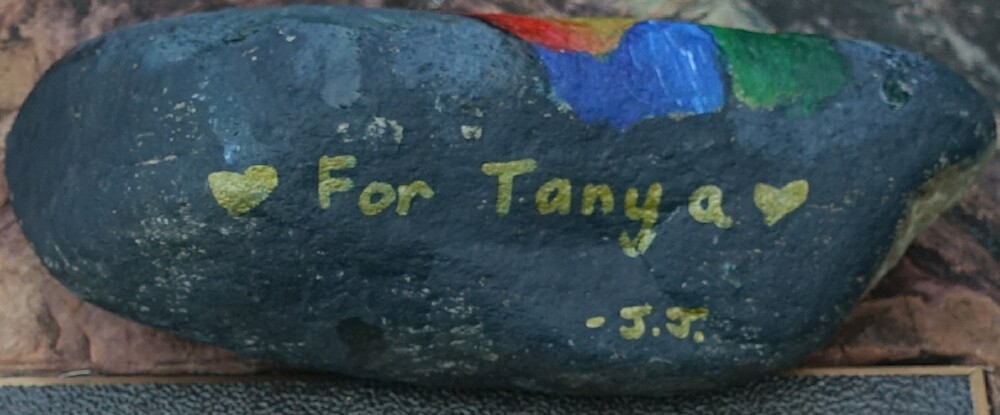 ♥ For Tanya ♥
- J.J.